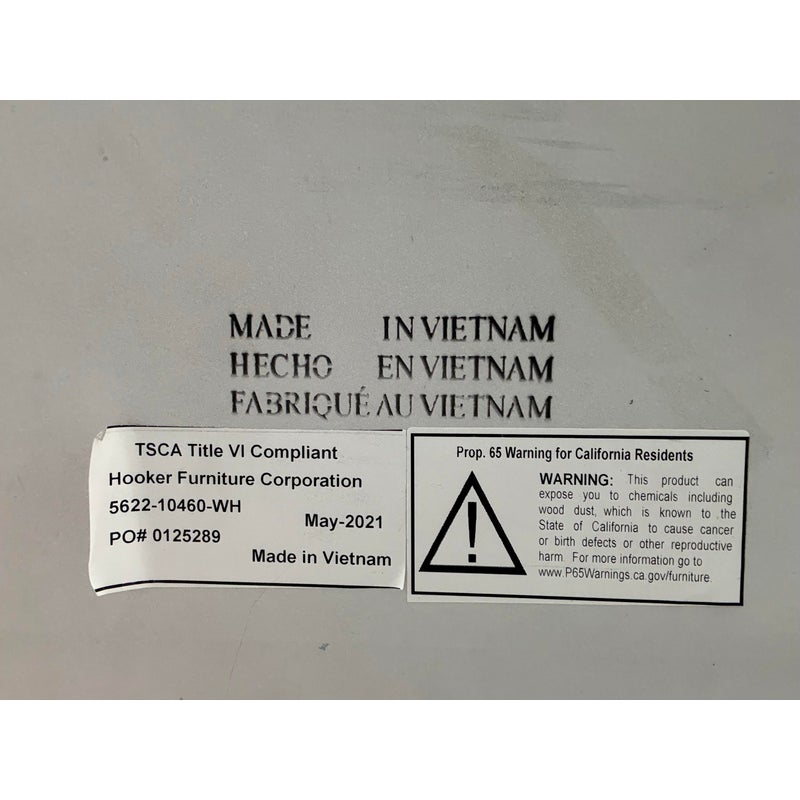 MADE IN VIETNAM
HECHO EN VIETNAM
FABRIQUÉ AU VIETNAM
TSCA Title VI Compliant
Hooker Furniture Corporation
5622-10460-WH
May-2021
PO# 0125289
Made in Vietnam
Prop. 65 Warning for California Residents
WARNING: This product can
expose you to chemicals including
wood dust, which is known to the
State of California to cause cancer
or birth defects or other reproductive
harm. For more information go to
www.P65Warnings.ca.gov/furniture.
!